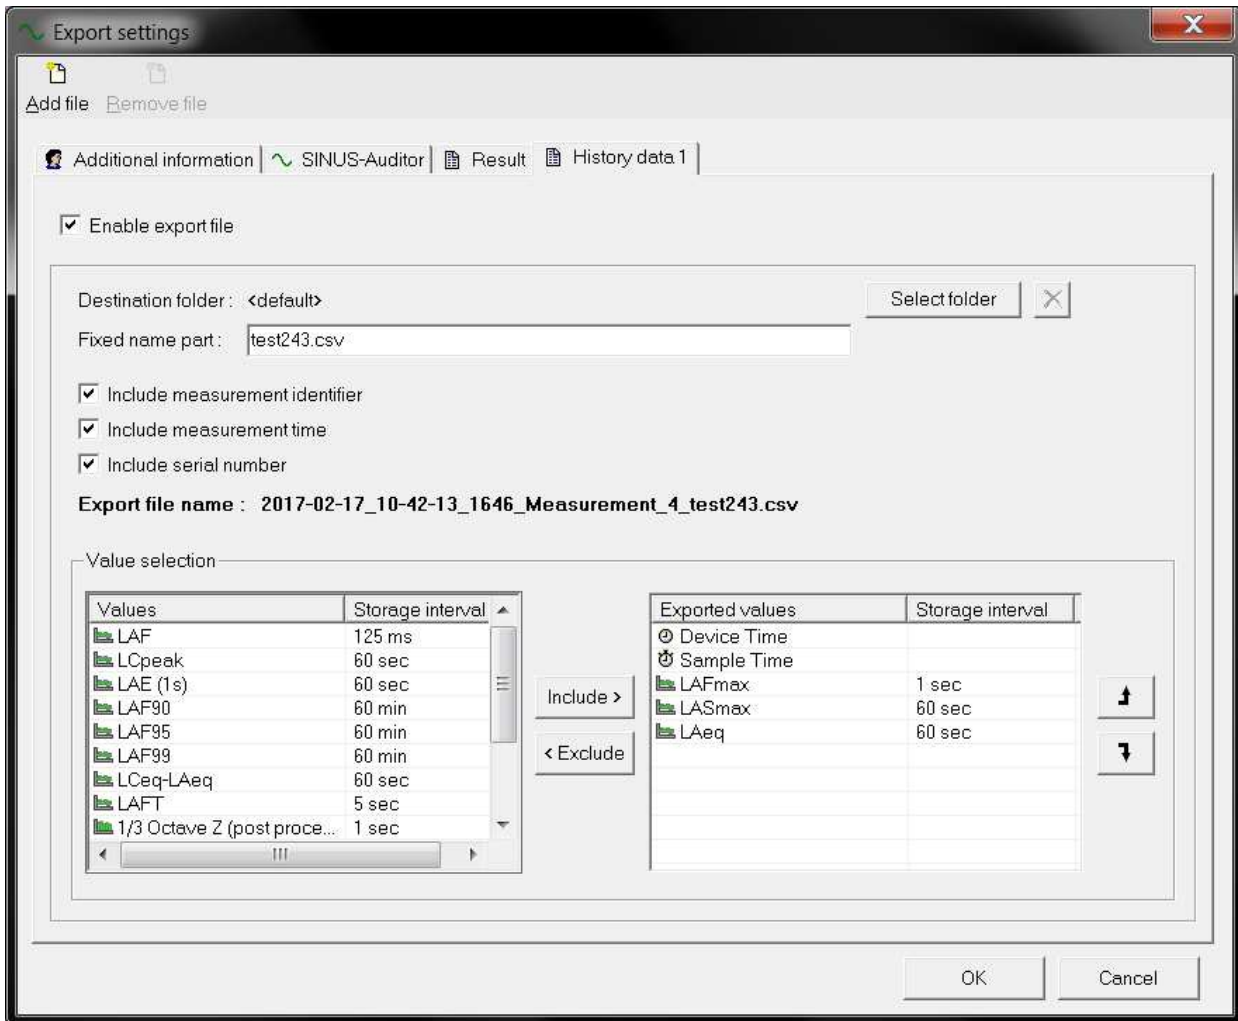 Export settings
Add file Remove file
Additional information SINUS-Auditor Result History data 1
Enable export file
Destination folder : <default> Select folder
Fixed name part : test243.csv
Include measurement identifier
Include measurement time
Include serial number
Export file name : 2017-02-17_10-42-13_1646_Measurement_4_test243.csv
Value selection
Values Storage interval Exported values Storage interval
LAF 125 ms Device Time
LCpeak 60 sec Sample Time
LAE (1s) 60 sec LAFmax 1 sec
LAF90 60 min LASmax 60 sec
LAF95 60 min LAeq 60 sec
LAF99 60 min
LCeq-LAeq 60 sec
LAFT 5 sec
1/3 Octave Z (post proce... 1 sec
Include >
< Exclude
OK Cancel